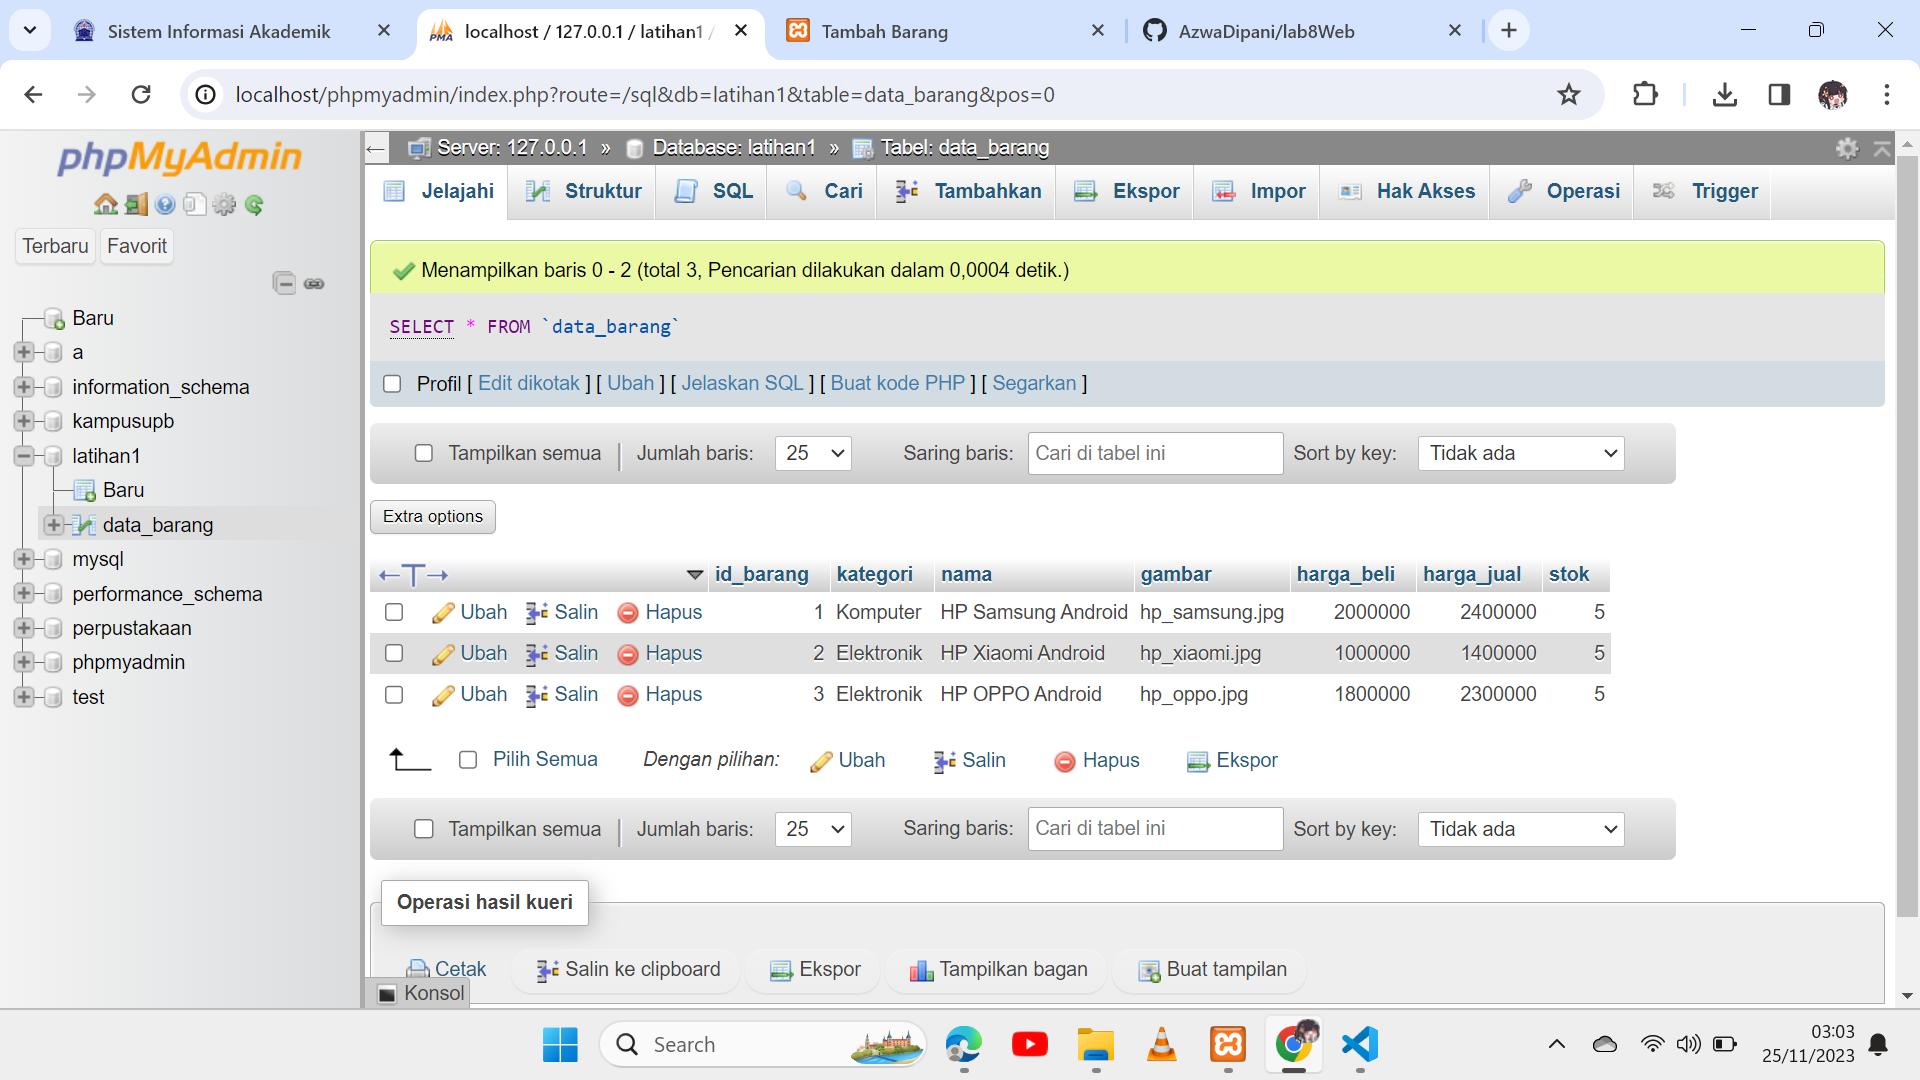 Sistem Informasi Akademik
localhost / 127.0.0.1 / latihan1 /
Tambah Barang
AzwaDipani/lab8Web
localhost/phpmyadmin/index.php?route=/sql&db=latihan1&table=data_barang&pos=0
phpMyAdmin
Terbaru Favorit
Baru
a
information_schema
kampusupb
latihan1
Baru
data_barang
mysql
performance_schema
perpustakaan
phpmyadmin
test
Server: 127.0.0.1 » Database: latihan1 » Tabel: data_barang
Jelajahi Struktur SQL Cari Tambahkan Ekspor Impor Hak Akses Operasi Trigger
Menampilkan baris 0 - 2 (total 3, Pencarian dilakukan dalam 0,0004 detik.)
SELECT * FROM `data_barang`
Profil [ Edit dikotak ] [ Ubah ] [ Jelaskan SQL ] [ Buat kode PHP ] [ Segarkan ]
Tampilkan semua Jumlah baris: 25 Saring baris: Cari di tabel ini Sort by key: Tidak ada
Extra options
←T→ id_barang kategori nama gambar harga_beli harga_jual stok
Ubah Salin Hapus 1 Komputer HP Samsung Android hp_samsung.jpg 2000000 2400000 5
Ubah Salin Hapus 2 Elektronik HP Xiaomi Android hp_xiaomi.jpg 1000000 1400000 5
Ubah Salin Hapus 3 Elektronik HP OPPO Android hp_oppo.jpg 1800000 2300000 5
Pilih Semua Dengan pilihan: Ubah Salin Hapus Ekspor
Tampilkan semua Jumlah baris: 25 Saring baris: Cari di tabel ini Sort by key: Tidak ada
Operasi hasil kueri
Cetak Salin ke clipboard Ekspor Tampilkan bagan Buat tampilan
Konsol
Search
03:03
25/11/2023